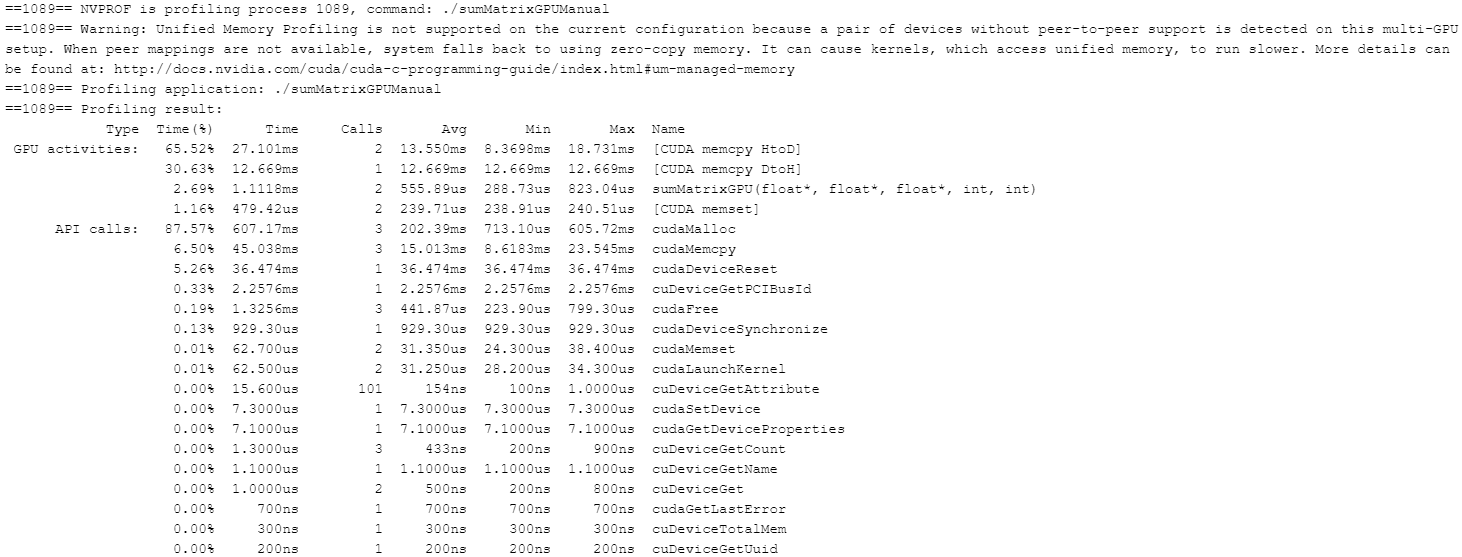 ==1089== NVPROF is profiling process 1089, command: ./sumMatrixGPUManual
==1089== Warning: Unified Memory Profiling is not supported on the current configuration because a pair of devices without peer-to-peer support is detected on this multi-GPU
setup. When peer mappings are not available, system falls back to using zero-copy memory. It can cause kernels, which access unified memory, to run slower. More details can
be found at: http://docs.nvidia.com/cuda/cuda-c-programming-guide/index.html#um-managed-memory
==1089== Profiling application: ./sumMatrixGPUManual
==1089== Profiling result:
Type Time(%) Time Calls Avg Min Max Name
GPU activities: 65.52% 27.101ms 2 13.550ms 8.3698ms 18.731ms [CUDA memcpy HtoD]
30.63% 12.669ms 1 12.669ms 12.669ms 12.669ms [CUDA memcpy DtoH]
2.69% 1.1118ms 2 555.89us 288.73us 823.04us sumMatrixGPU(float*, float*, float*, int, int)
1.16% 479.42us 2 239.71us 238.91us 240.51us [CUDA memset]
API calls: 87.57% 607.17ms 3 202.39ms 713.10us 605.72ms cudaMalloc
6.50% 45.038ms 3 15.013ms 8.6183ms 23.545ms cudaMemcpy
5.26% 36.474ms 1 36.474ms 36.474ms 36.474ms cudaDeviceReset
0.33% 2.2576ms 1 2.2576ms 2.2576ms 2.2576ms cuDeviceGetPCIBusId
0.19% 1.3256ms 3 441.87us 223.90us 799.30us cudaFree
0.13% 929.30us 1 929.30us 929.30us 929.30us cudaDeviceSynchronize
0.01% 62.700us 2 31.350us 24.300us 38.400us cudaMemset
0.01% 62.500us 2 31.250us 28.200us 34.300us cudaLaunchKernel
0.00% 15.600us 101 154ns 100ns 1.0000us cuDeviceGetAttribute
0.00% 7.3000us 1 7.3000us 7.3000us 7.3000us cudaSetDevice
0.00% 7.1000us 1 7.1000us 7.1000us 7.1000us cudaGetDeviceProperties
0.00% 1.3000us 3 433ns 200ns 900ns cuDeviceGetCount
0.00% 1.1000us 1 1.1000us 1.1000us 1.1000us cuDeviceGetName
0.00% 1.0000us 2 500ns 200ns 800ns cuDeviceGet
0.00% 700ns 1 700ns 700ns 700ns cudaGetLastError
0.00% 300ns 1 300ns 300ns 300ns cuDeviceTotalMem
0.00% 200ns 1 200ns 200ns 200ns cuDeviceGetUuid